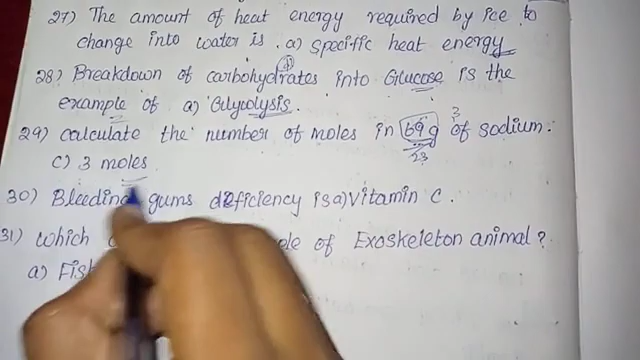 27) The amount of heat energy required by ice to
change into water is . a) Specific heat energy
28) Breakdown of carbohydrates into Glucose is the
example of a) Glycolysis.
29) calculate the number of moles in 69g of sodium.
3
23
c) 3 moles
30) Bleeding gums deficiency is a) Vitamin C .
31) which of Exoskeleton animal?
a) Fish